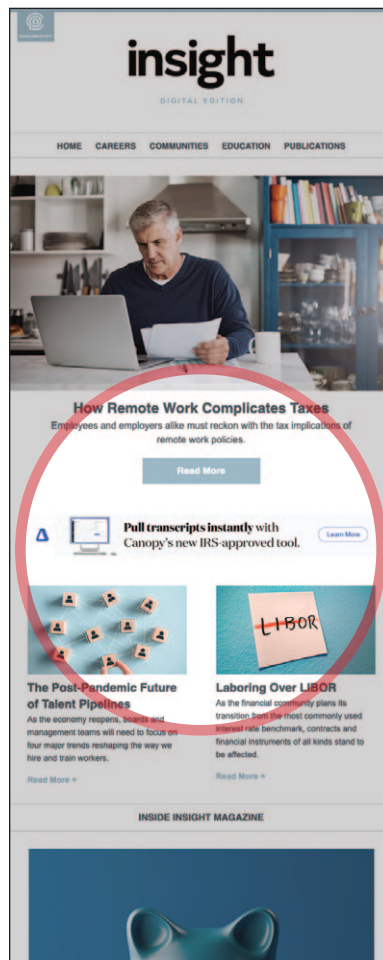 insight
DIGITAL EDITION
HOME CAREERS COMMUNITIES EDUCATION PUBLICATIONS
How Remote Work Complicates Taxes
Employees and employers alike must reckon with the tax implications of
remote work policies.
Read More
Pull transcripts instantly with
Canopy's new IRS-approved tool.
Learn More
LIBOR
The Post-Pandemic Future
of Talent Pipelines
As the economy reopens, boards and
management teams will need to focus on
four major trends reshaping the way we
hire and train workers.
Read More +
Laboring Over LIBOR
As the financial community plans its
transition from the most commonly used
interest rate benchmark, contracts and
financial instruments of all kinds stand to
be affected.
Read More +
INSIDE INSIGHT MAGAZINE